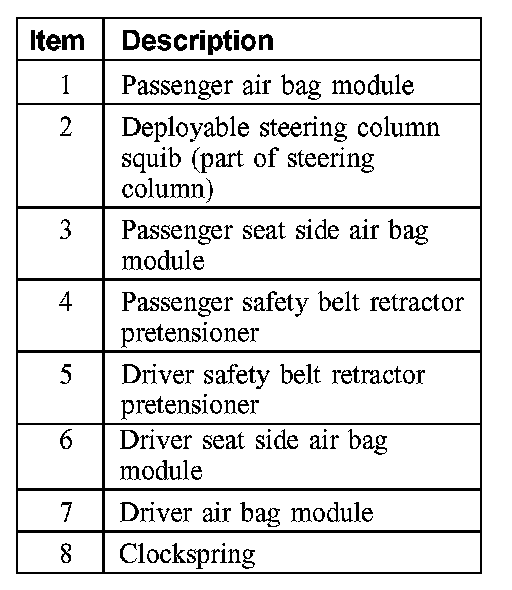 Item Description
1 Passenger air bag module
2 Deployable steering column
squib (part of steering
column)
3 Passenger seat side air bag
module
4 Passenger safety belt retractor
pretensioner
5 Driver safety belt retractor
pretensioner
6 Driver seat side air bag
module
7 Driver air bag module
8 Clockspring